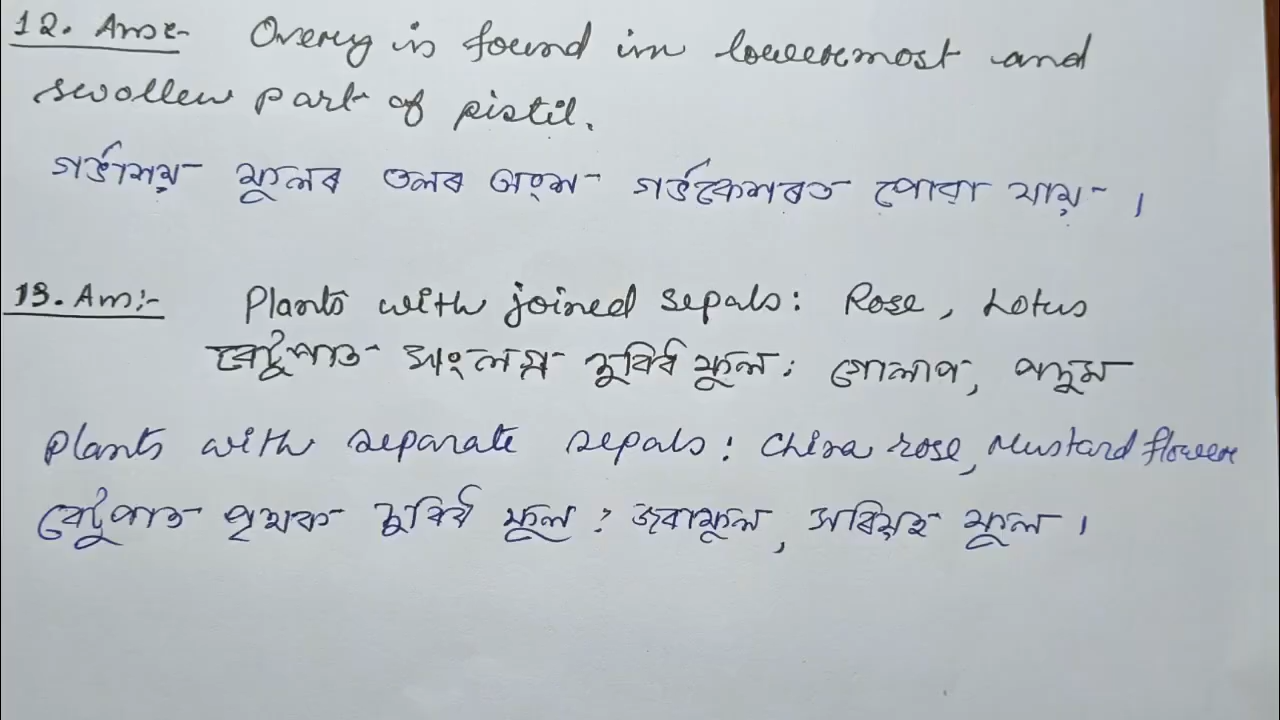 12. Ans:- Overy is found in lowermost and
swollen part of pistil.
গৰ্ভাশয় ফুলৰ তলৰ অংশ গৰ্ভকেশৰত পোৱা যায়।
13. Ans:- Plants with joined sepals: Rose, Lotus
বেটুপাত সংলগ্ন দুবিধ ফুল: গোলাপ, পদুম
Plants with separate sepals: China rose, Mustard flower
বেটুপাত পৃথক দুবিধ ফুল: জবাফুল, সৰিয়হ ফুল।